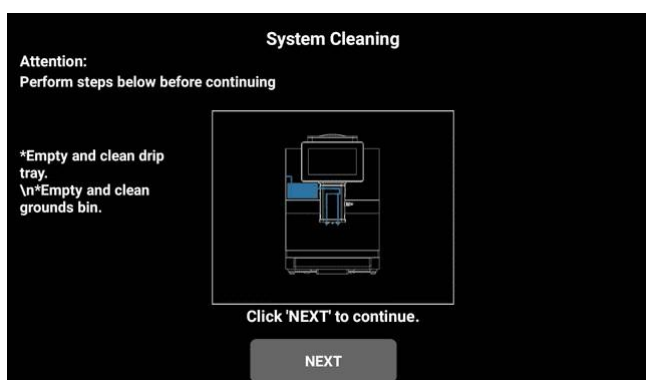 System Cleaning
Attention:
Perform steps below before continuing
*Empty and clean drip
tray.
\n*Empty and clean
grounds bin.
Click 'NEXT' to continue.
NEXT